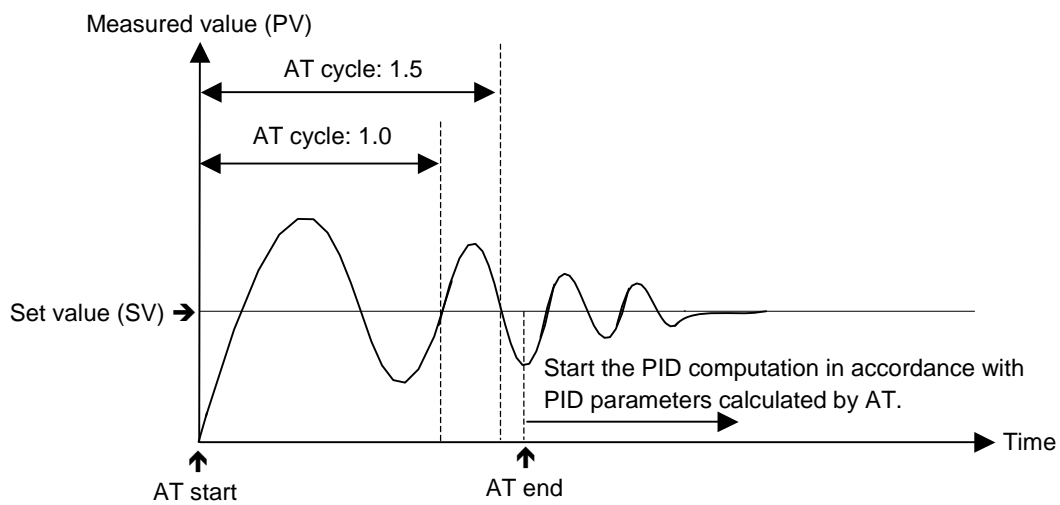 Measured value (PV)
AT cycle: 1.5
AT cycle: 1.0
Set value (SV)
Start the PID computation in accordance with
PID parameters calculated by AT.
Time
AT start
AT end